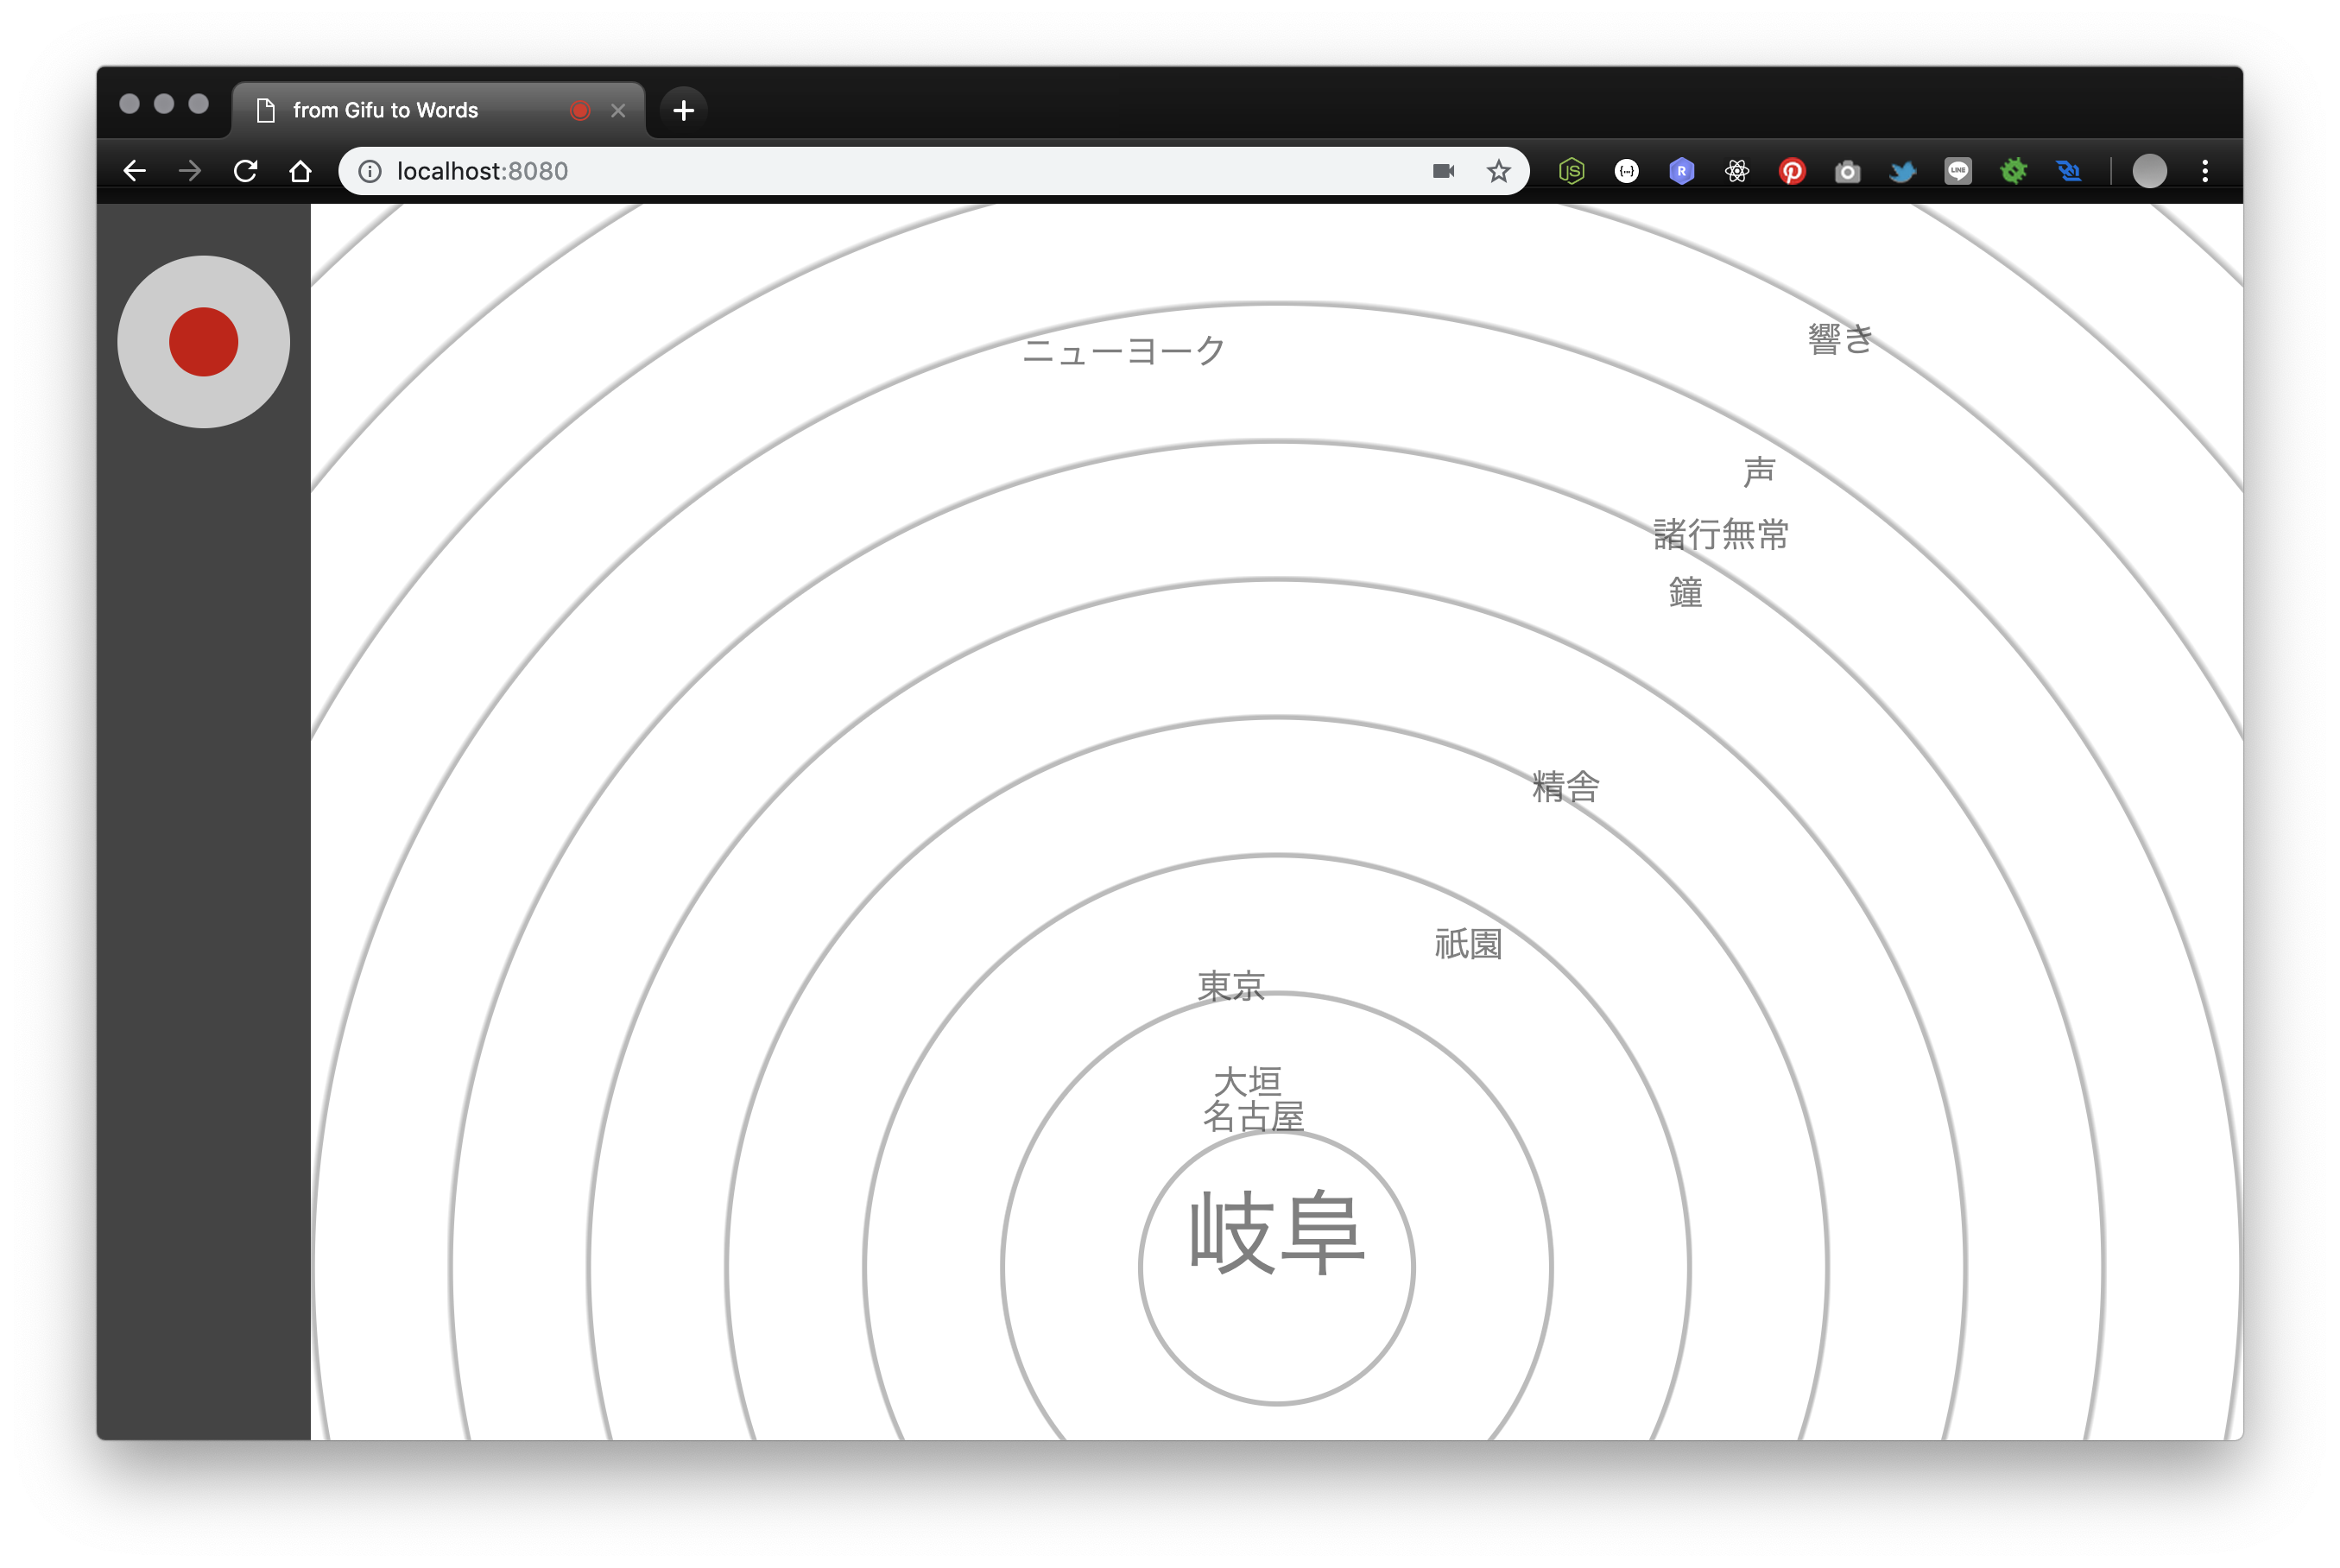 from Gifu to Words
localhost:8080
ニューヨーク
響き
声
諸行無常
鐘
精舎
祇園
東京
大垣
名古屋
岐阜